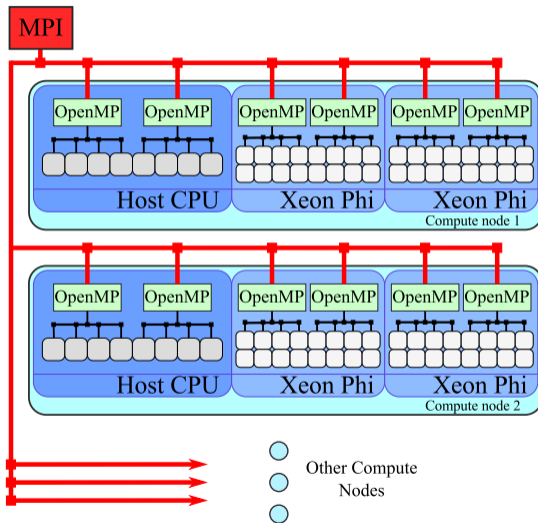 MPI
OpenMP OpenMP OpenMP OpenMP OpenMP OpenMP
Host CPU Xeon Phi Xeon Phi
Compute node 1
OpenMP OpenMP OpenMP OpenMP OpenMP OpenMP
Host CPU Xeon Phi Xeon Phi
Compute node 2
Other Compute
Nodes